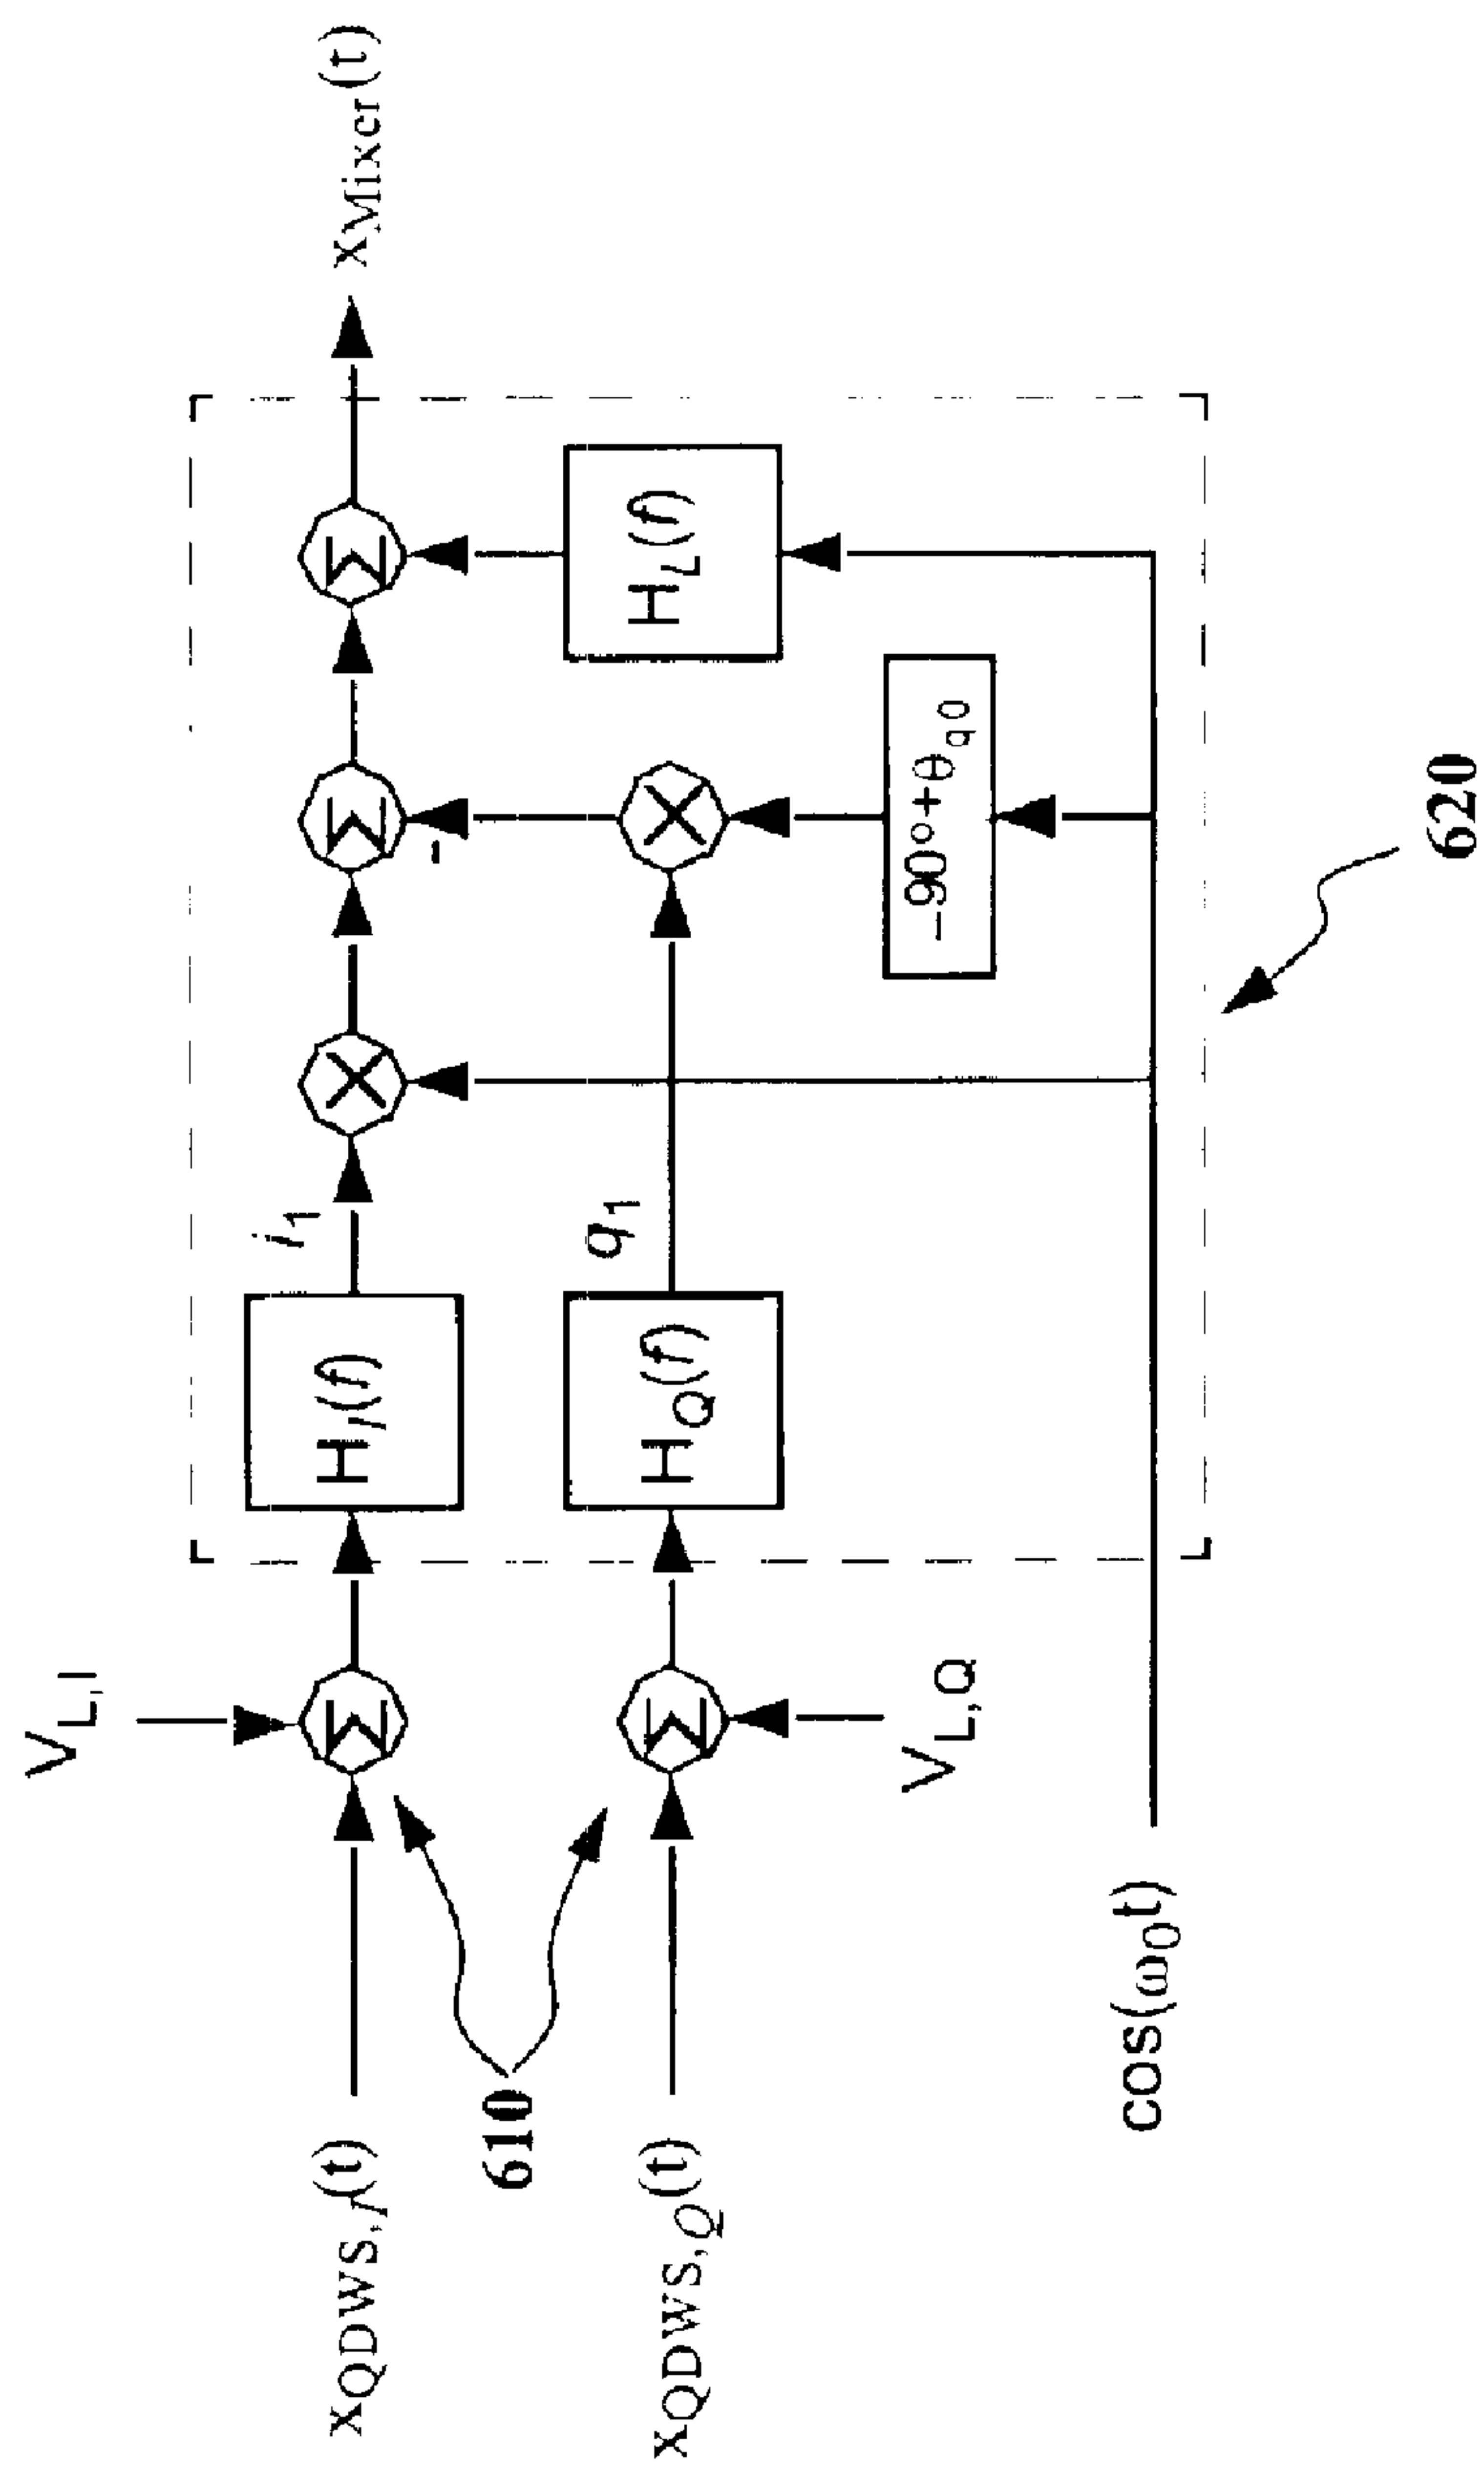 V_L,I
x_QDWS,I(t)
H_I(f)
i_1
×
Σ
Σ
Σ
x_Mixer(t)
610
x_QDWS,Q(t)
Σ
V_L,Q
H_Q(f)
q_1
×
-
−90°+θ_q0
H_L(f)
cos(ω_0t)
620